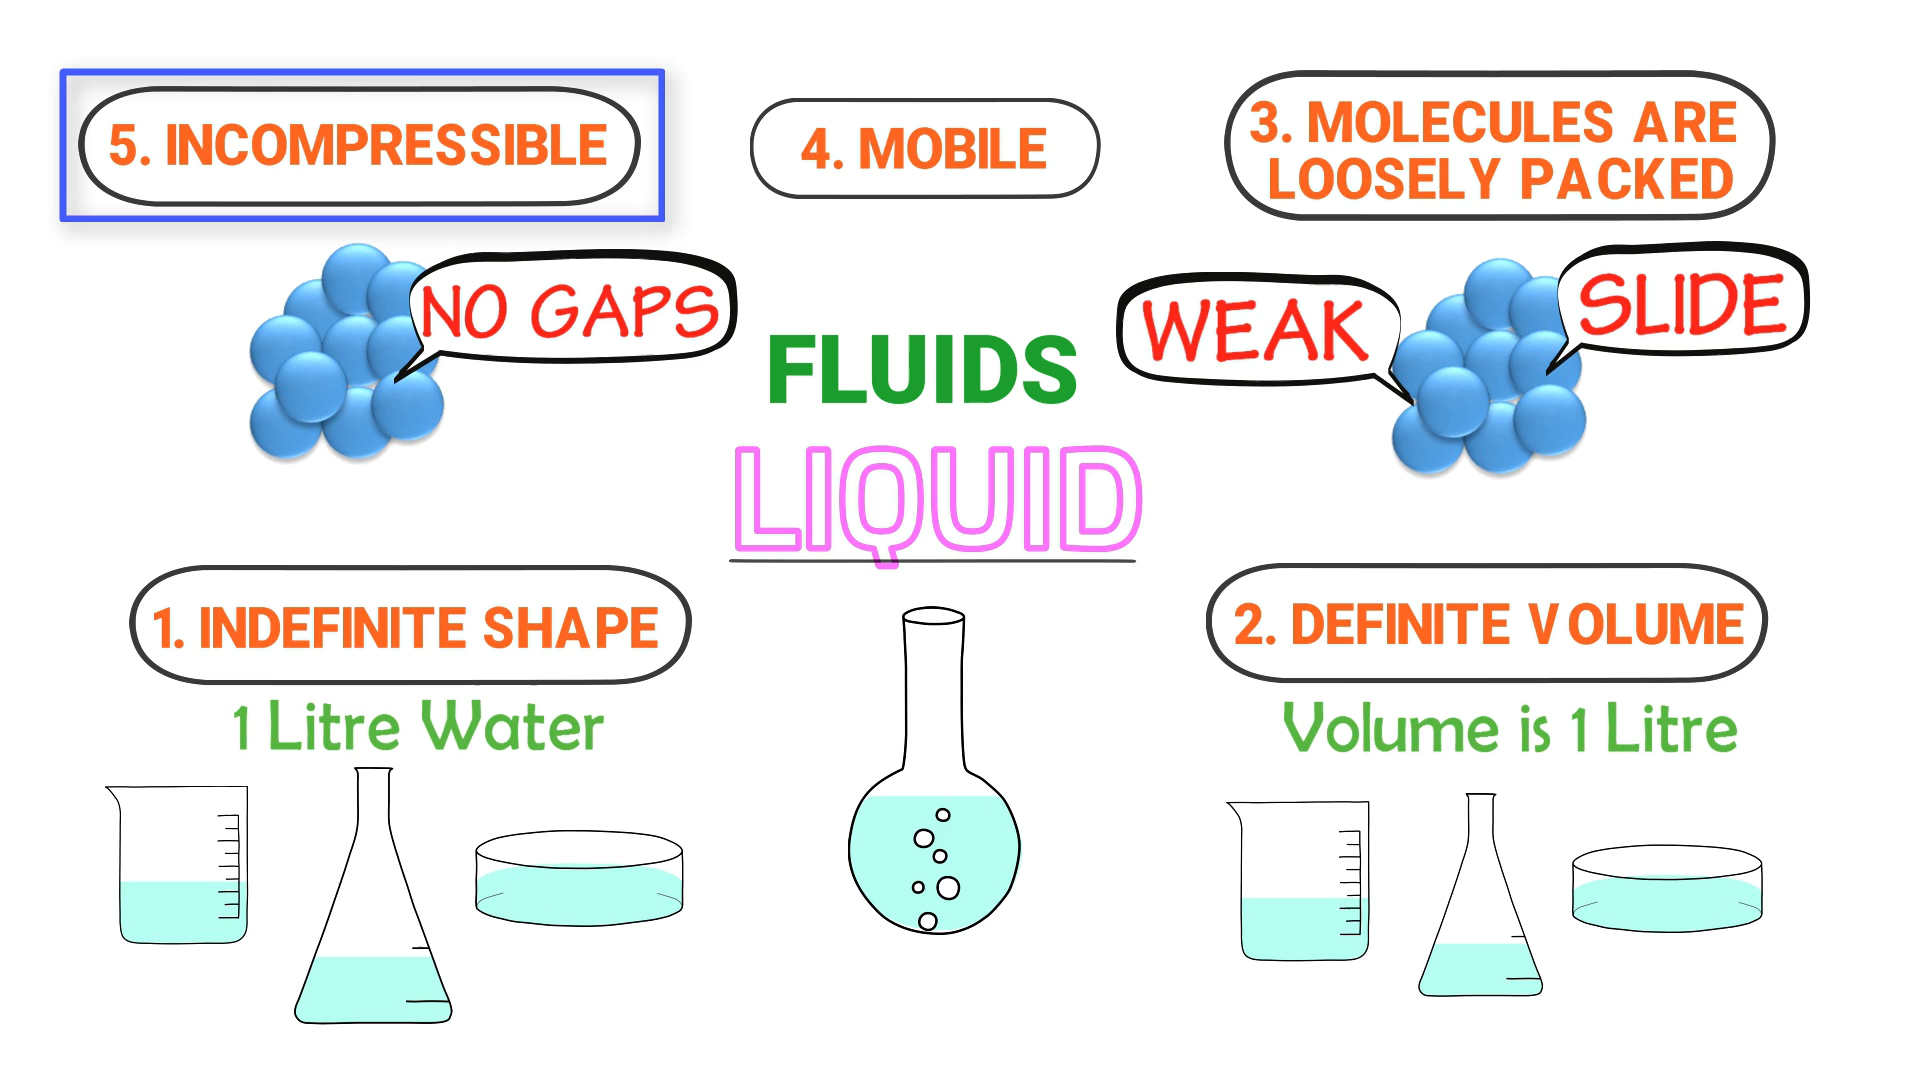 5. INCOMPRESSIBLE
4. MOBILE
3. MOLECULES ARE
LOOSELY PACKED
NO GAPS
WEAK
SLIDE
FLUIDS
LIQUID
1. INDEFINITE SHAPE
1 Litre Water
2. DEFINITE VOLUME
Volume is 1 Litre